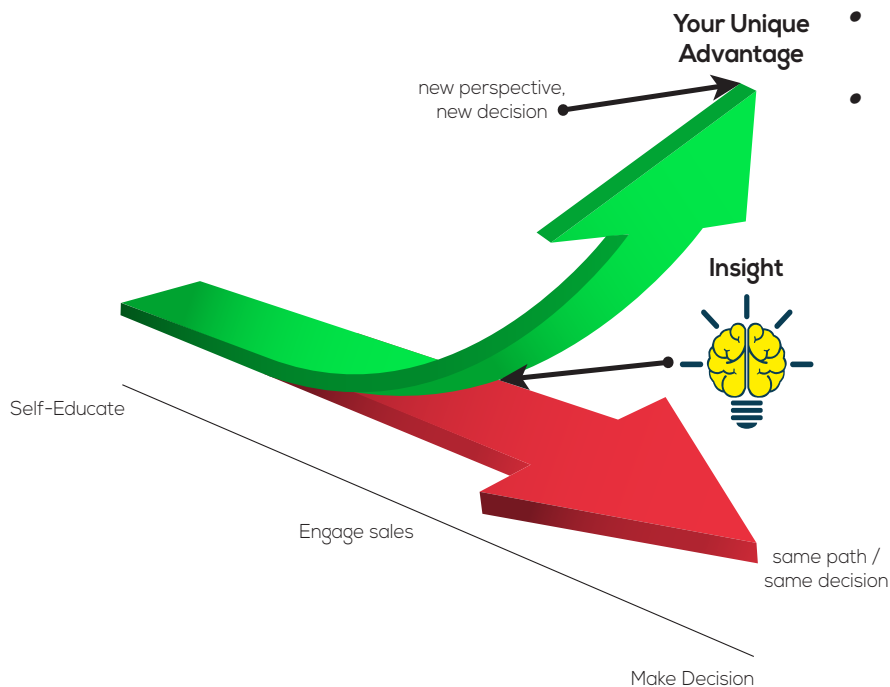 Your Unique
Advantage
new perspective,
new decision
Insight
Self-Educate
Engage sales
same path /
same decision
Make Decision